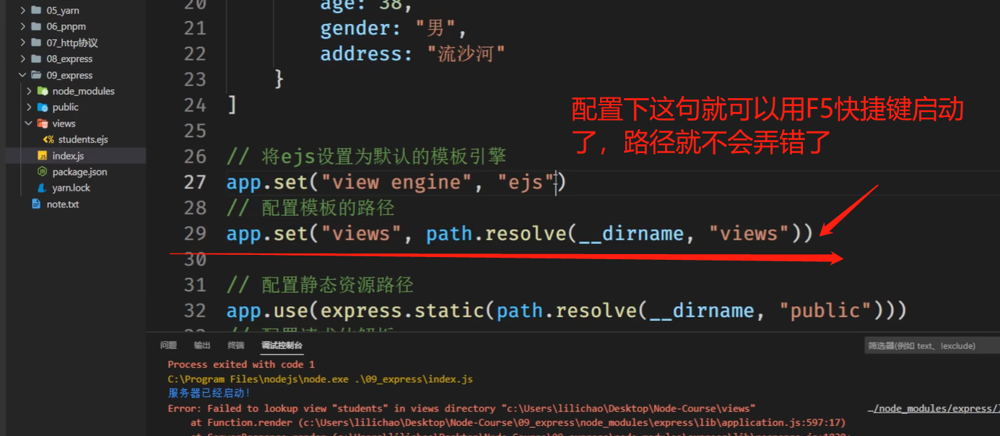 05_yarn
06_pnpm
07_http协议
08_express
09_express
node_modules
public
views
students.ejs
index.js
package.json
yarn.lock
note.txt
20 age: 38,
21 gender: "男",
22 address: "流沙河"
23 }
24 ]
25
26 // 将ejs设置为默认的模板引擎
27 app.set("view engine", "ejs")
28 // 配置模板的路径
29 app.set("views", path.resolve(__dirname, "views"))
30
31 // 配置静态资源路径
32 app.use(express.static(path.resolve(__dirname, "public")))
配置下这句就可以用F5快捷键启动
了，路径就不会弄错了
问题 输出 终端 调试控制台
筛选器(例如 text、!exclude)
Process exited with code 1
C:\Program Files\nodejs\node.exe .\09_express\index.js
服务器已经启动！
Error: Failed to lookup view "students" in views directory "c:\Users\lilichao\Desktop\Node-Course\views"
…/node_modules/express/
at Function.render (c:\Users\lilichao\Desktop\Node-Course\09_express\node_modules\express\lib\application.js:597:17)